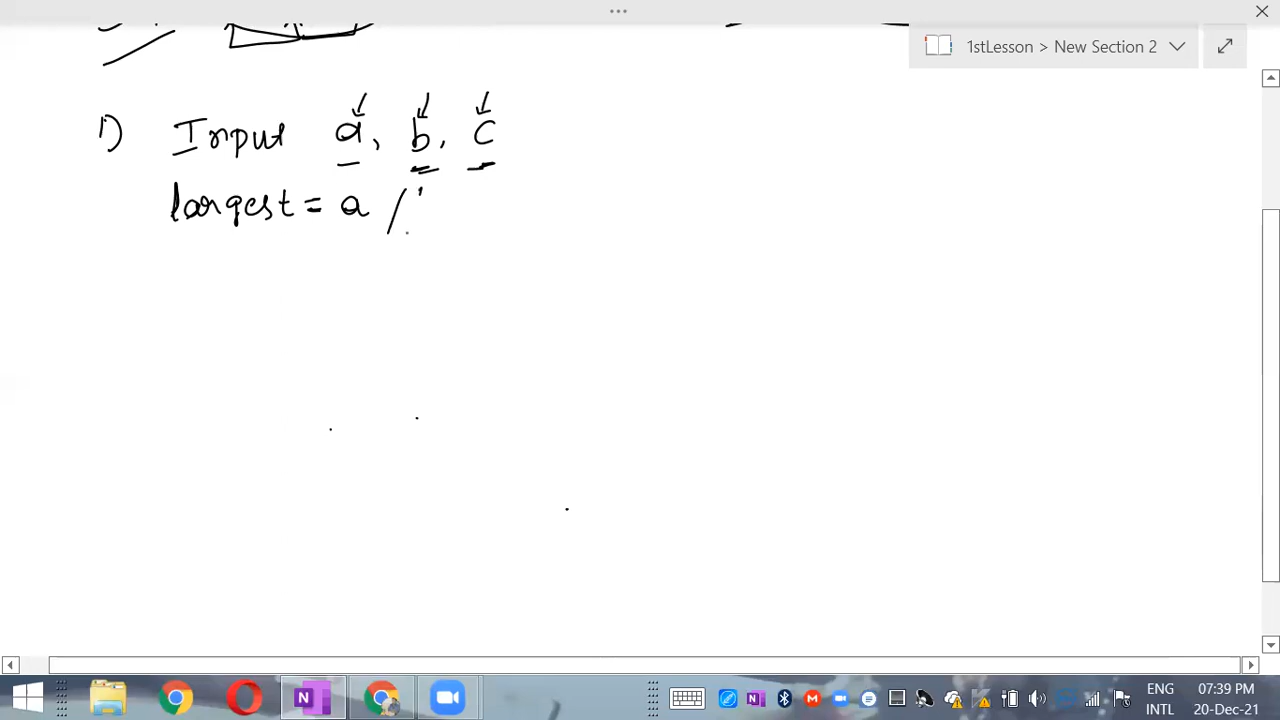 1stLesson > New Section 2
1) Input a, b, c
largest = a /
ENG
07:39 PM
INTL
20-Dec-21